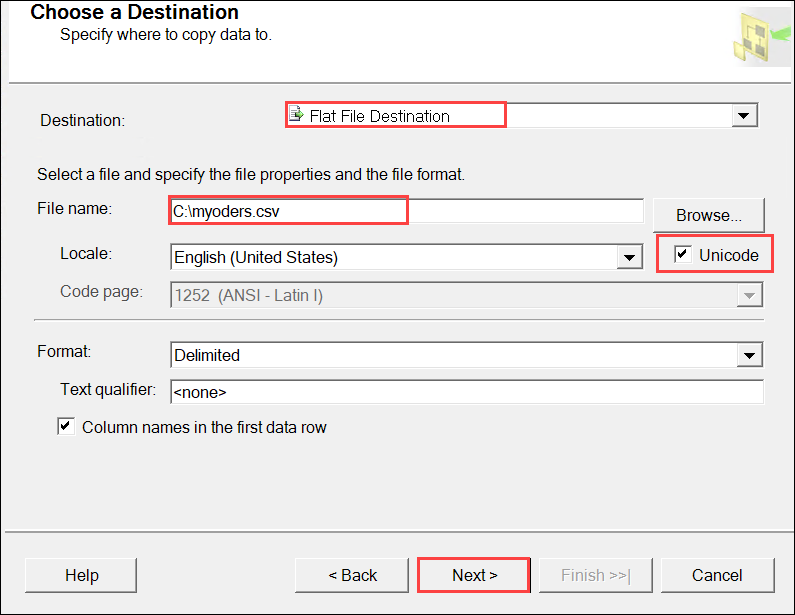 Choose a Destination
Specify where to copy data to.
Destination: Flat File Destination
Select a file and specify the file properties and the file format.
File name: C:\myoders.csv Browse...
Locale: English (United States) Unicode
Code page: 1252 (ANSI - Latin I)
Format: Delimited
Text qualifier: <none>
Column names in the first data row
Help < Back Next > Finish >>| Cancel